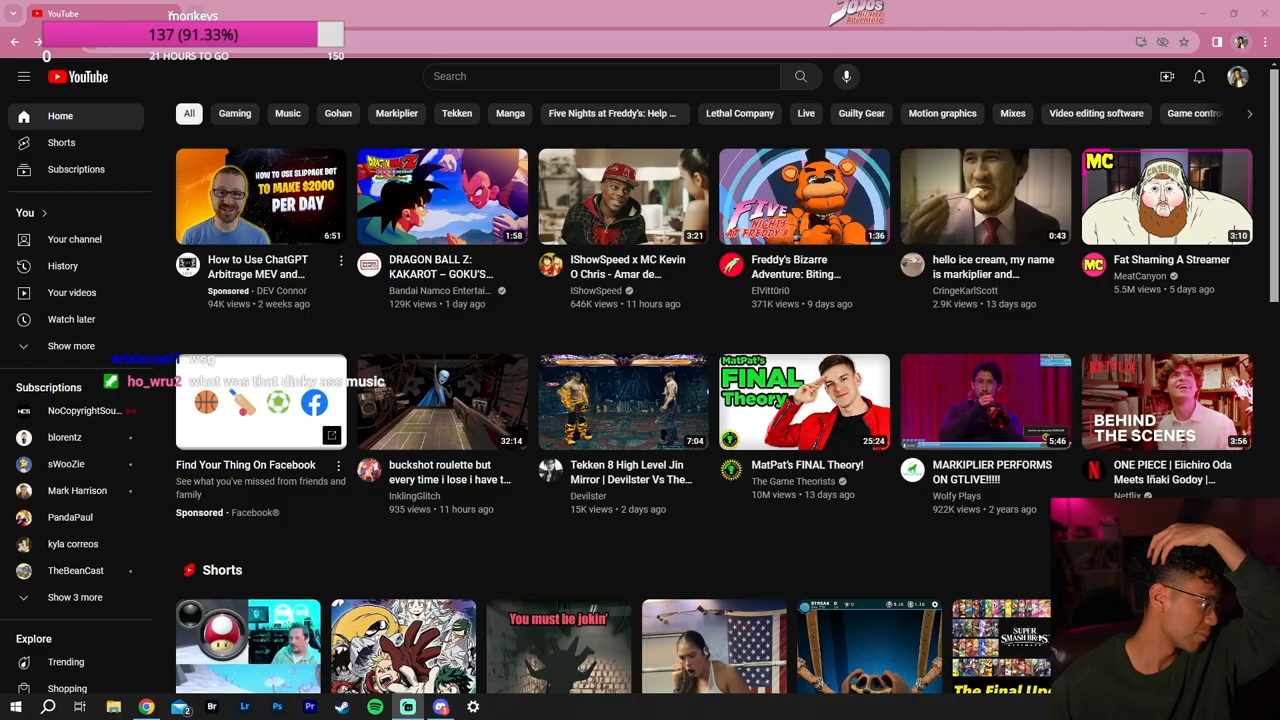 YouTube
monkeys
137 (91.33%)
0
21 HOURS TO GO
150
JOJO'S
BIZARRE
ADVENTURE
YouTube
Search
Home
Shorts
Subscriptions
You
Your channel
History
Your videos
Watch later
Show more
Subscriptions
NoCopyrightSou...
blorentz
sWooZie
Mark Harrison
PandaPaul
kyla correos
TheBeanCast
Show 3 more
Explore
Trending
Shopping
All
Gaming
Music
Gohan
Markiplier
Tekken
Manga
Five Nights at Freddy's: Help ...
Lethal Company
Live
Guilty Gear
Motion graphics
Mixes
Video editing software
Game contro
HOW TO USE SLIPPAGE BOT
TO MAKE $2000
PER DAY
6:51
How to Use ChatGPT
Arbitrage MEV and...
Sponsored • DEV Connor
94K views • 2 weeks ago
1:58
DRAGON BALL Z:
KAKAROT – GOKU'S...
Bandai Namco Entertai...
129K views • 1 day ago
3:21
IShowSpeed x MC Kevin
O Chris - Amar de...
IShowSpeed
646K views • 11 hours ago
FIVE
NIGHTS
AT FREDDY'S
1:36
Freddy's Bizarre
Adventure: Biting...
ElVitt0ri0
371K views • 9 days ago
0:43
hello ice cream, my name
is markiplier and...
CringeKarlScott
2.9K views • 13 days ago
MC
3:10
MC
Fat Shaming A Streamer
MeatCanyon
5.5M views • 5 days ago
wsg
ho_wru2 what was that dinky ass music
Find Your Thing On Facebook
See what you've missed from friends and
family
Sponsored • Facebook®
32:14
buckshot roulette but
every time i lose i have t...
InklingGlitch
935 views • 11 hours ago
7:04
Tekken 8 High Level Jin
Mirror | Devilster Vs The...
Devilster
15K views • 2 days ago
MatPat's
FINAL
Theory!
25:24
MatPat's FINAL Theory!
The Game Theorists
10M views • 13 days ago
5:46
MARKIPLIER PERFORMS
ON GTLIVE!!!!!
Wolfy Plays
922K views • 2 years ago
NETFLIX
BEHIND
THE SCENES
3:56
ONE PIECE | Eiichiro Oda
Meets Iñaki Godoy |...
Netflix
Shorts
You must be jokin'
STREAK
SUPER
SMASH BROS
ULTIMATE
The Final Up
Br
Lr
Ps
Pr